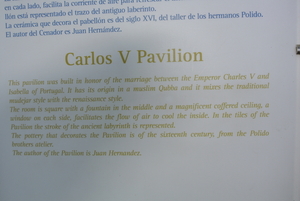 en cada lado, facilita la corriente de aire para
llón está representado el trazo del antiguo laberinto.
La cerámica que decora el pabellón es del siglo XVI, del taller de los hermanos Polido.
El autor del Cenador es Juan Hernández.
Carlos V Pavilion
This pavilion was built in honor of the marriage between the Emperor Charles V and
Isabella of Portugal. It has its origin in a muslim Qubba and it mixes the traditional
mudejar style with the renaissance style.
The room is square with a fountain in the middle and a magnificent coffered ceiling, a
window on each side, facilitates the flow of air to cool the inside. In the tiles of the
Pavilion the stroke of the ancient labyrinth is represented.
The pottery that decorates the Pavilion is of the sixteenth century, from the Polido
brothers atelier.
The author of the Pavilion is Juan Hernandez.